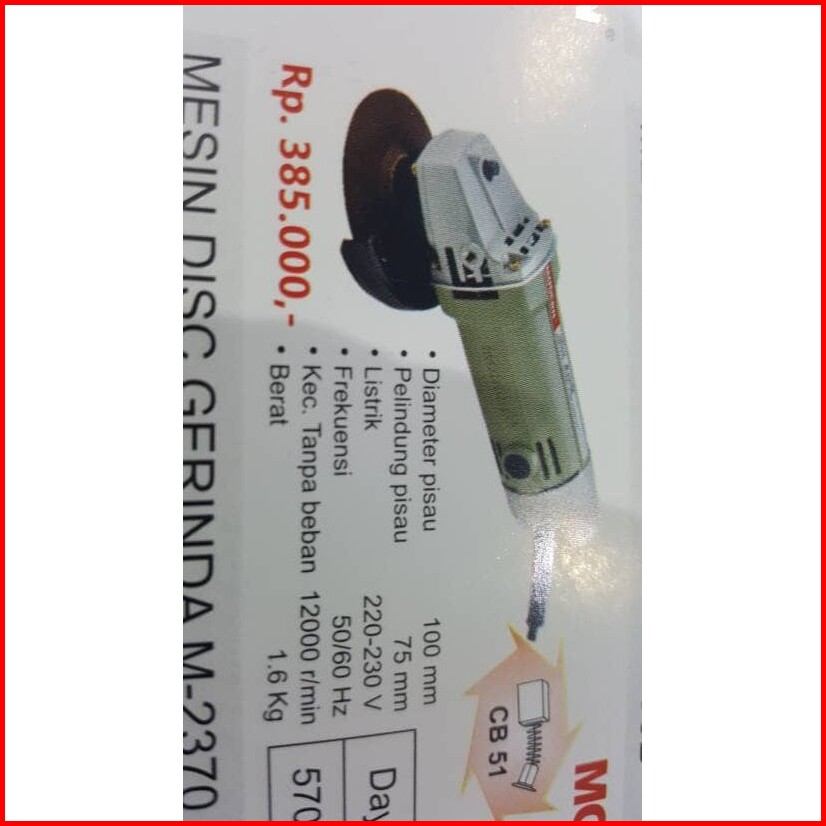 MO
CB 51
• Diameter pisau 100 mm
• Pelindung pisau 75 mm
• Listrik 220-230 V
• Frekuensi 50/60 Hz
• Kec. Tanpa beban 12000 r/min
• Berat 1.6 Kg
Day
570
Rp. 385.000,-
MESIN DISC GERINDA M-2370